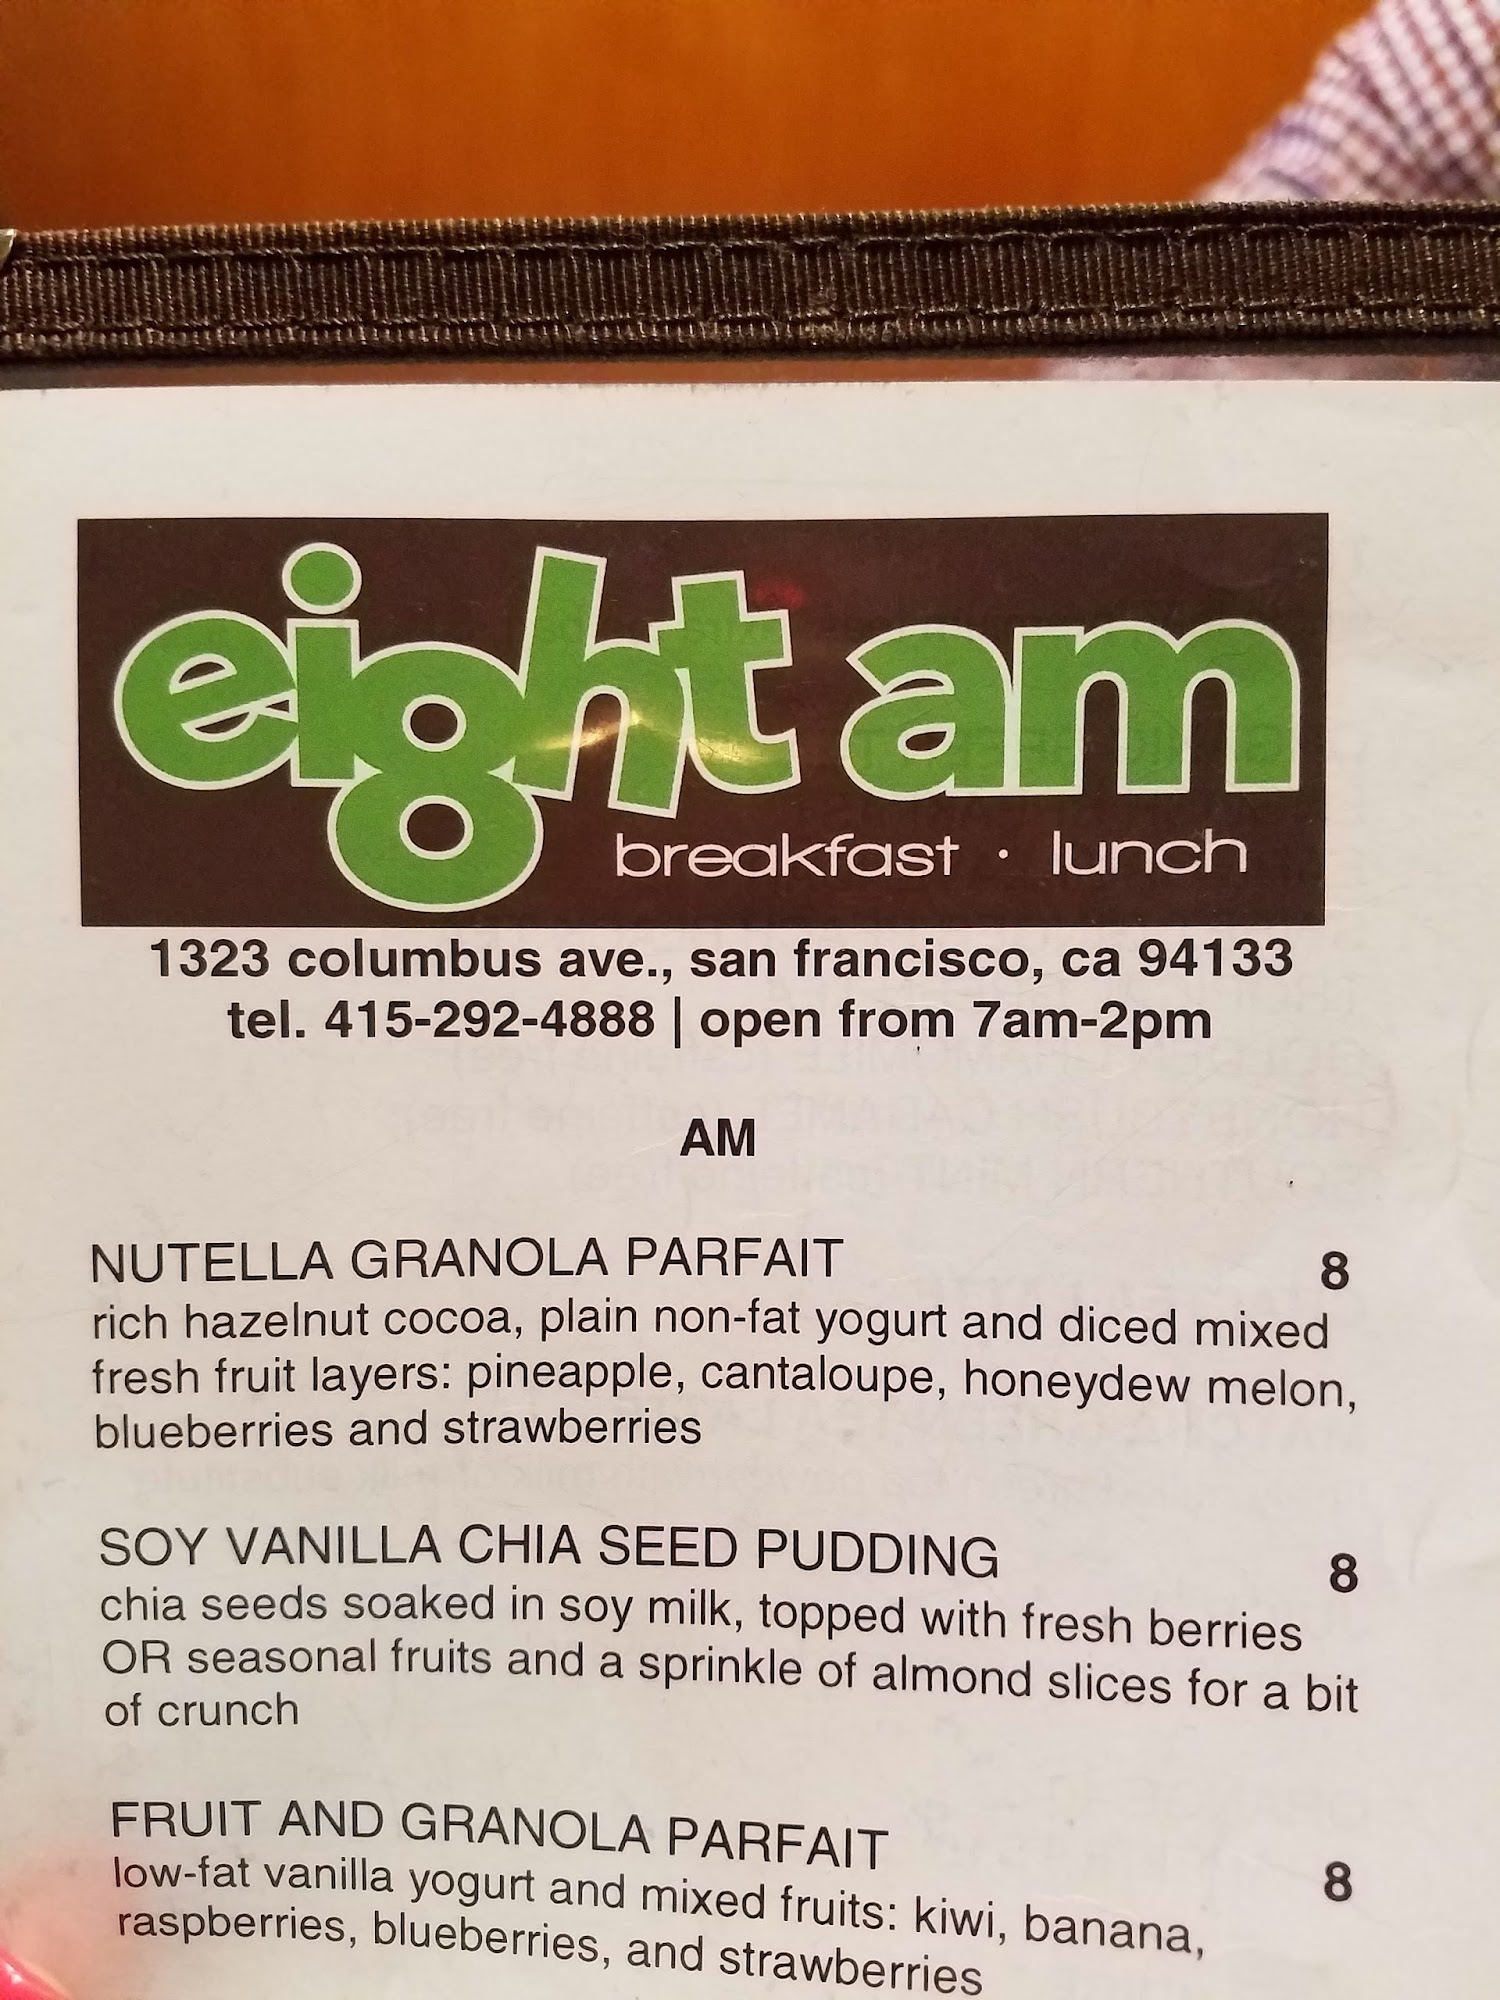 eight am
breakfast · lunch
1323 columbus ave., san francisco, ca 94133
tel. 415-292-4888 | open from 7am-2pm
AM
NUTELLA GRANOLA PARFAIT 8
rich hazelnut cocoa, plain non-fat yogurt and diced mixed
fresh fruit layers: pineapple, cantaloupe, honeydew melon,
blueberries and strawberries
SOY VANILLA CHIA SEED PUDDING 8
chia seeds soaked in soy milk, topped with fresh berries
OR seasonal fruits and a sprinkle of almond slices for a bit
of crunch
FRUIT AND GRANOLA PARFAIT 8
low-fat vanilla yogurt and mixed fruits: kiwi, banana,
raspberries, blueberries, and strawberries